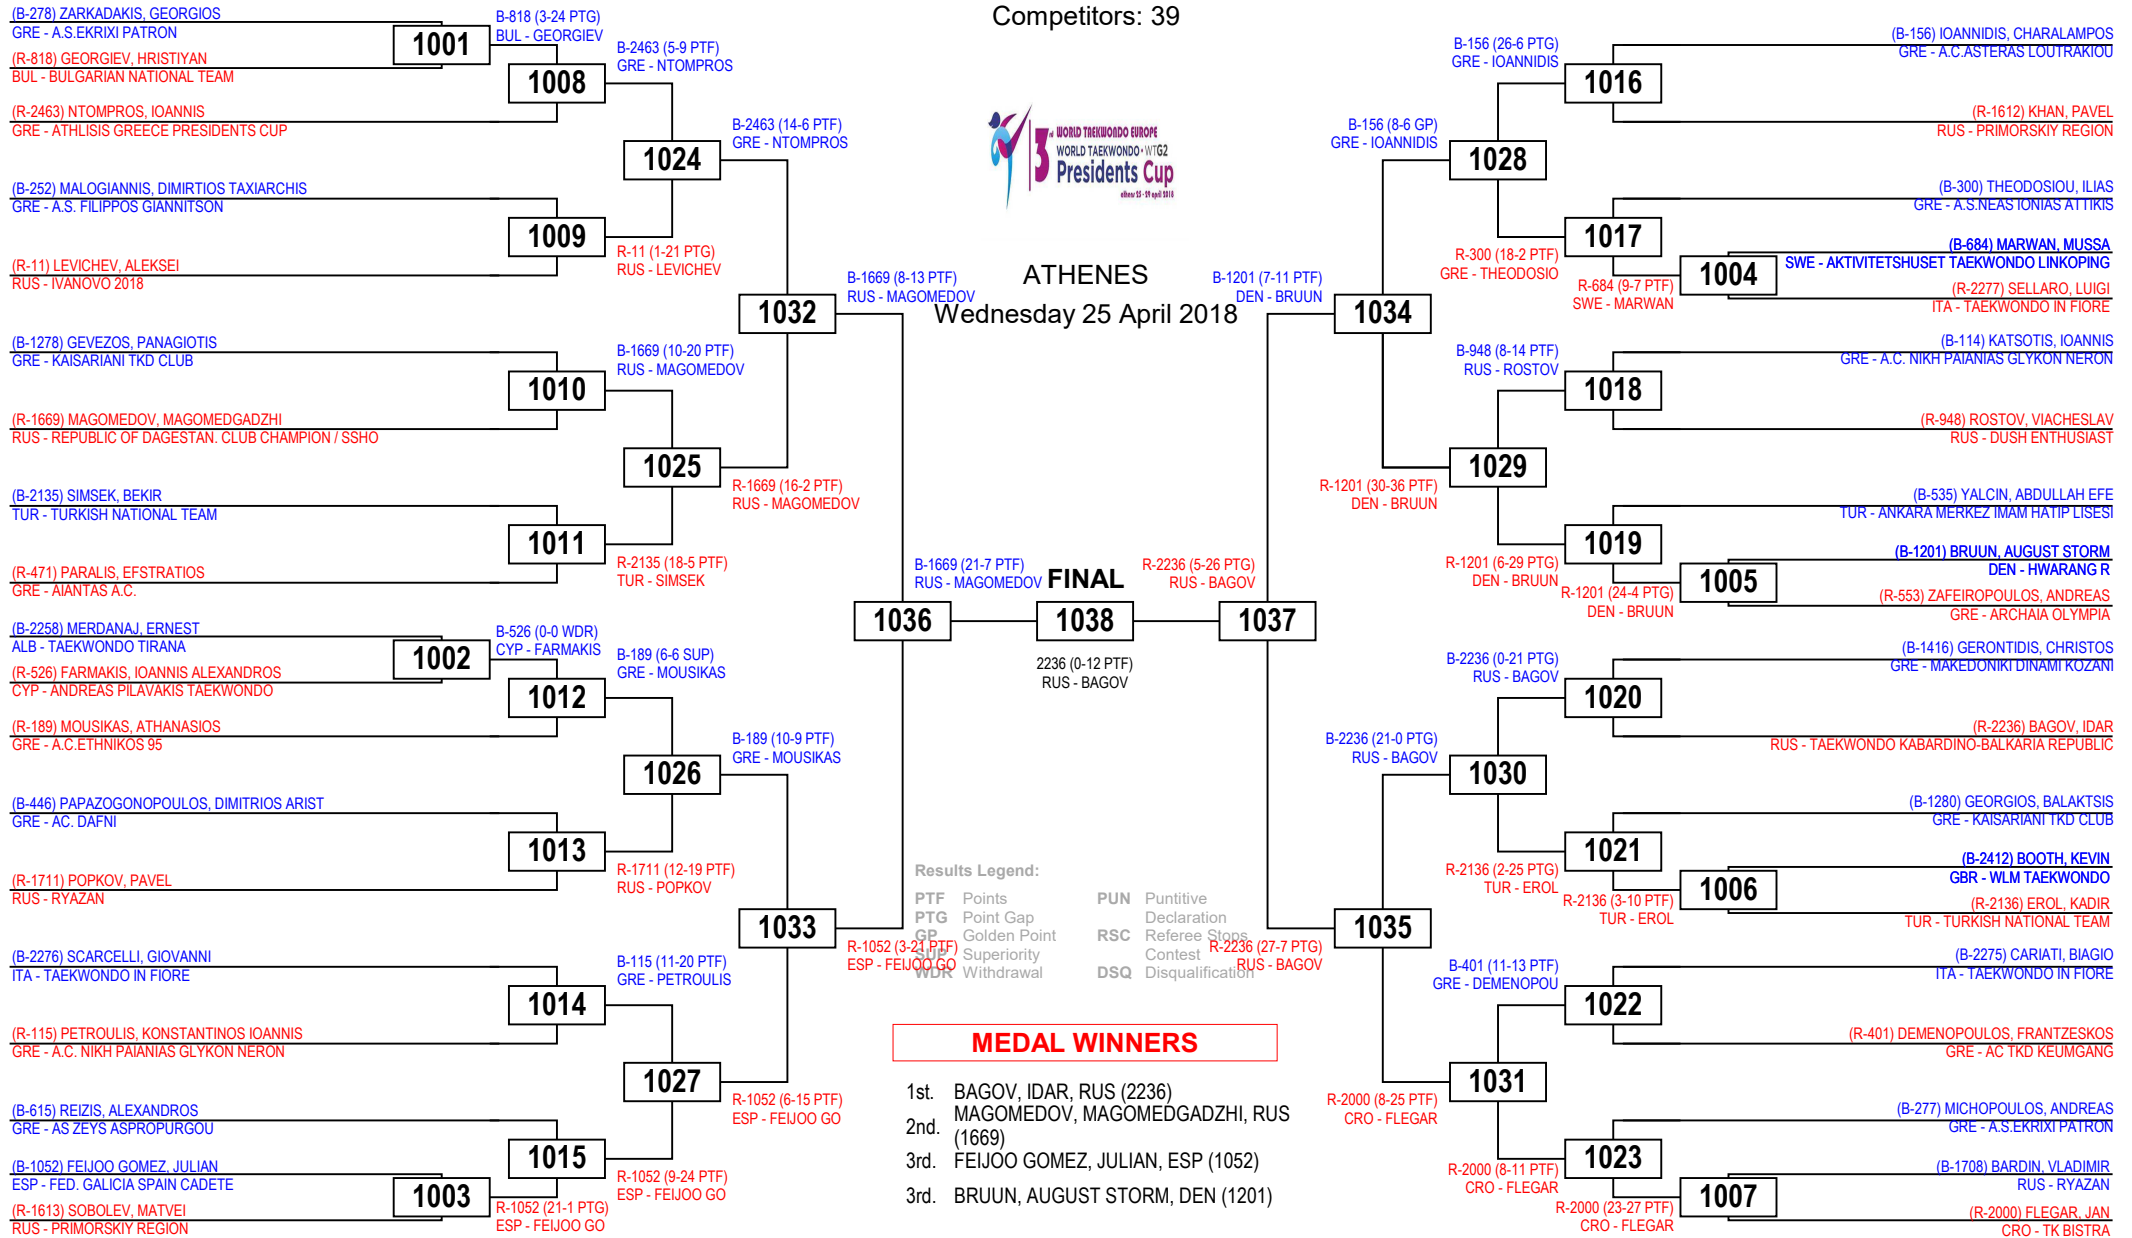 Competitors: 39
3rd WORLD TAEKWONDO EUROPE
WORLD TAEKWONDO • WTG2
Presidents Cup
athens 25 - 29 april 2018
ATHENES
Wednesday 25 April 2018
(B-278) ZARKADAKIS, GEORGIOS
GRE - A.S.EKRIXI PATRON
(R-818) GEORGIEV, HRISTIYAN
BUL - BULGARIAN NATIONAL TEAM
1001
B-818 (3-24 PTG)
BUL - GEORGIEV
(R-2463) NTOMPROS, IOANNIS
GRE - ATHLISIS GREECE PRESIDENTS CUP
1008
B-2463 (5-9 PTF)
GRE - NTOMPROS
(B-252) MALOGIANNIS, DIMIRTIOS TAXIARCHIS
GRE - A.S. FILIPPOS GIANNITSON
(R-11) LEVICHEV, ALEKSEI
RUS - IVANOVO 2018
1009
R-11 (1-21 PTG)
RUS - LEVICHEV
1024
B-2463 (14-6 PTF)
GRE - NTOMPROS
(B-1278) GEVEZOS, PANAGIOTIS
GRE - KAISARIANI TKD CLUB
(R-1669) MAGOMEDOV, MAGOMEDGADZHI
RUS - REPUBLIC OF DAGESTAN. CLUB CHAMPION / SSHO
1010
B-1669 (10-20 PTF)
RUS - MAGOMEDOV
(B-2135) SIMSEK, BEKIR
TUR - TURKISH NATIONAL TEAM
(R-471) PARALIS, EFSTRATIOS
GRE - AIANTAS A.C.
1011
R-2135 (18-5 PTF)
TUR - SIMSEK
1025
R-1669 (16-2 PTF)
RUS - MAGOMEDOV
1032
B-1669 (8-13 PTF)
RUS - MAGOMEDOV
(B-2258) MERDANAJ, ERNEST
ALB - TAEKWONDO TIRANA
(R-526) FARMAKIS, IOANNIS ALEXANDROS
CYP - ANDREAS PILAVAKIS TAEKWONDO
1002
B-526 (0-0 WDR)
CYP - FARMAKIS
(R-189) MOUSIKAS, ATHANASIOS
GRE - A.C.ETHNIKOS 95
1012
B-189 (6-6 SUP)
GRE - MOUSIKAS
(B-446) PAPAZOGONOPOULOS, DIMITRIOS ARIST
GRE - AC. DAFNI
(R-1711) POPKOV, PAVEL
RUS - RYAZAN
1013
R-1711 (12-19 PTF)
RUS - POPKOV
1026
B-189 (10-9 PTF)
GRE - MOUSIKAS
(B-2276) SCARCELLI, GIOVANNI
ITA - TAEKWONDO IN FIORE
(R-115) PETROULIS, KONSTANTINOS IOANNIS
GRE - A.C. NIKH PAIANIAS GLYKON NERON
1014
B-115 (11-20 PTF)
GRE - PETROULIS
(B-615) REIZIS, ALEXANDROS
GRE - AS ZEYS ASPROPURGOU
(B-1052) FEIJOO GOMEZ, JULIAN
ESP - FED. GALICIA SPAIN CADETE
(R-1613) SOBOLEV, MATVEI
RUS - PRIMORSKIY REGION
1003
R-1052 (21-1 PTG)
ESP - FEIJOO GO
1015
R-1052 (9-24 PTF)
ESP - FEIJOO GO
1027
R-1052 (6-15 PTF)
ESP - FEIJOO GO
1033
R-1052 (3-21 PTF)
ESP - FEIJOO GO
1036
B-1669 (21-7 PTF)
RUS - MAGOMEDOV
FINAL
1038
2236 (0-12 PTF)
RUS - BAGOV
R-2236 (5-26 PTG)
RUS - BAGOV
1037
(B-156) IOANNIDIS, CHARALAMPOS
GRE - A.C.ASTERAS LOUTRAKIOU
(R-1612) KHAN, PAVEL
RUS - PRIMORSKIY REGION
1016
B-156 (26-6 PTG)
GRE - IOANNIDIS
(B-300) THEODOSIOU, ILIAS
GRE - A.S.NEAS IONIAS ATTIKIS
(B-684) MARWAN, MUSSA
SWE - AKTIVITETSHUSET TAEKWONDO LINKOPING
(R-2277) SELLARO, LUIGI
ITA - TAEKWONDO IN FIORE
1004
R-684 (9-7 PTF)
SWE - MARWAN
1017
R-300 (18-2 PTF)
GRE - THEODOSIO
1028
B-156 (8-6 GP)
GRE - IOANNIDIS
(B-114) KATSOTIS, IOANNIS
GRE - A.C. NIKH PAIANIAS GLYKON NERON
(R-948) ROSTOV, VIACHESLAV
RUS - DUSH ENTHUSIAST
1018
B-948 (8-14 PTF)
RUS - ROSTOV
(B-535) YALCIN, ABDULLAH EFE
TUR - ANKARA MERKEZ IMAM HATIP LISESI
(B-1201) BRUUN, AUGUST STORM
DEN - HWARANG R
(R-553) ZAFEIROPOULOS, ANDREAS
GRE - ARCHAIA OLYMPIA
1005
R-1201 (24-4 PTG)
DEN - BRUUN
1019
R-1201 (6-29 PTG)
DEN - BRUUN
1029
R-1201 (30-36 PTF)
DEN - BRUUN
1034
B-1201 (7-11 PTF)
DEN - BRUUN
(B-1416) GERONTIDIS, CHRISTOS
GRE - MAKEDONIKI DINAMI KOZANI
(R-2236) BAGOV, IDAR
RUS - TAEKWONDO KABARDINO-BALKARIA REPUBLIC
1020
B-2236 (0-21 PTG)
RUS - BAGOV
(B-1280) GEORGIOS, BALAKTSIS
GRE - KAISARIANI TKD CLUB
(B-2412) BOOTH, KEVIN
GBR - WLM TAEKWONDO
(R-2136) EROL, KADIR
TUR - TURKISH NATIONAL TEAM
1006
R-2136 (3-10 PTF)
TUR - EROL
1021
R-2136 (2-25 PTG)
TUR - EROL
1030
B-2236 (21-0 PTG)
RUS - BAGOV
(B-2275) CARIATI, BIAGIO
ITA - TAEKWONDO IN FIORE
(R-401) DEMENOPOULOS, FRANTZESKOS
GRE - AC TKD KEUMGANG
1022
B-401 (11-13 PTF)
GRE - DEMENOPOU
(B-277) MICHOPOULOS, ANDREAS
GRE - A.S.EKRIXI PATRON
(B-1708) BARDIN, VLADIMIR
RUS - RYAZAN
(R-2000) FLEGAR, JAN
CRO - TK BISTRA
1007
R-2000 (23-27 PTF)
CRO - FLEGAR
1023
R-2000 (8-11 PTF)
CRO - FLEGAR
1031
R-2000 (8-25 PTF)
CRO - FLEGAR
1035
R-2236 (27-7 PTG)
RUS - BAGOV
Results Legend:
PTF Points
PTG Point Gap
GP Golden Point
SUP Superiority
WDR Withdrawal
PUN Puntitive
Declaration
RSC Referee Stops
Contest
DSQ Disqualification
MEDAL WINNERS
1st. BAGOV, IDAR, RUS (2236)
2nd. MAGOMEDOV, MAGOMEDGADZHI, RUS
(1669)
3rd. FEIJOO GOMEZ, JULIAN, ESP (1052)
3rd. BRUUN, AUGUST STORM, DEN (1201)